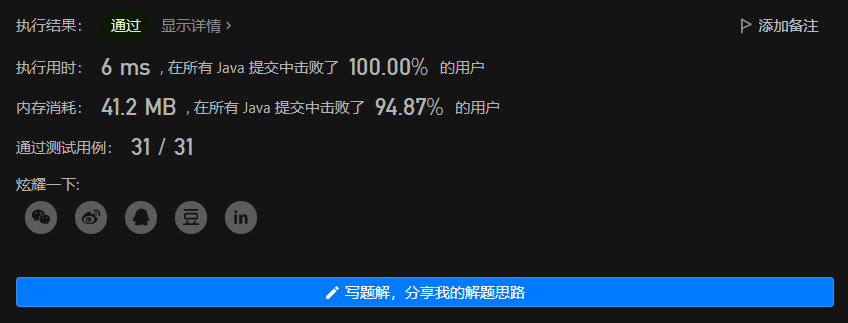 执行结果： 通过 显示详情 > 添加备注
执行用时： 6 ms , 在所有 Java 提交中击败了 100.00% 的用户
内存消耗： 41.2 MB , 在所有 Java 提交中击败了 94.87% 的用户
通过测试用例： 31 / 31
炫耀一下:
豆 in
写题解，分享我的解题思路